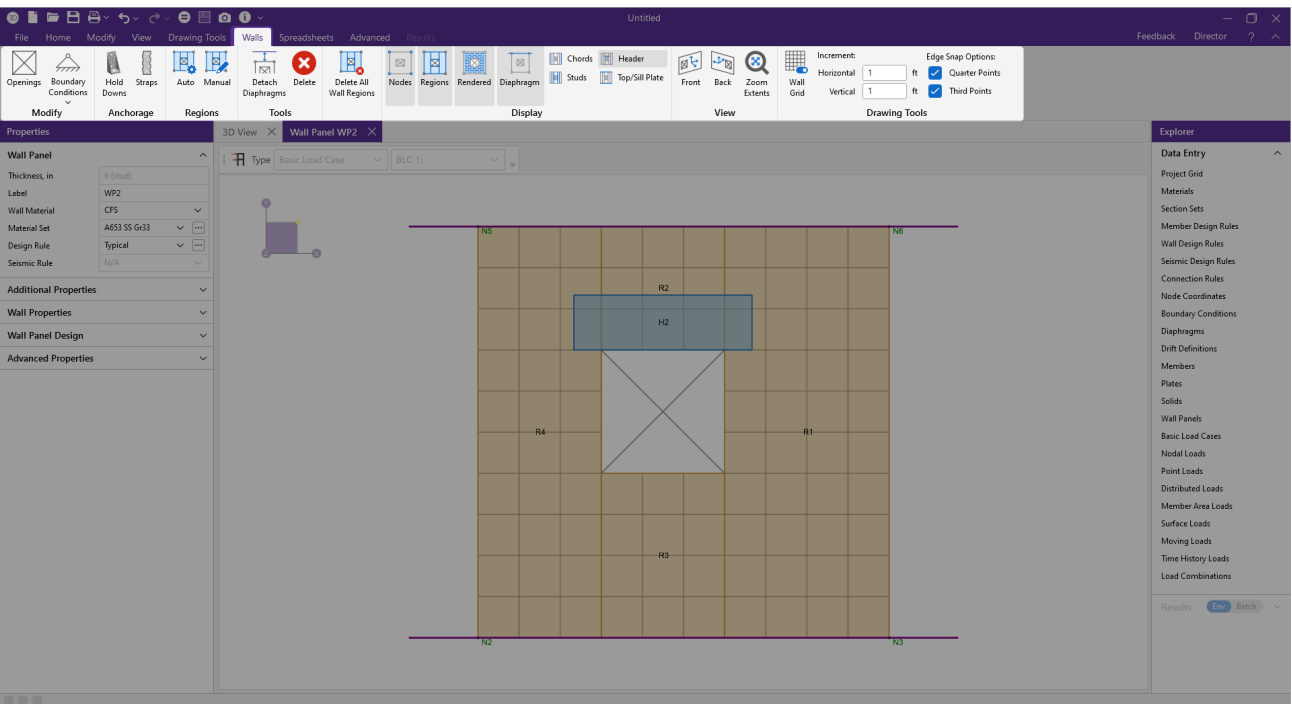 Untitled
File Home Modify View Drawing Tools Walls Spreadsheets Advanced Results Feedback Director ?
Openings Boundary Conditions Hold Downs Straps Auto Manual Detach Diaphragms Delete Delete All Wall Regions Nodes Regions Rendered Diaphragm Chords Header Studs Top/Sill Plate Front Back Zoom Extents Wall Grid
Increment: Edge Snap Options:
Horizontal 1 ft Quarter Points
Vertical 1 ft Third Points
Modify Anchorage Regions Tools Display View Drawing Tools
Properties
Wall Panel
Thickness, in 6 (stud)
Label WP2
Wall Material CFS
Material Set A653 SS Gr33
Design Rule Typical
Seismic Rule N/A
Additional Properties
Wall Properties
Wall Panel Design
Advanced Properties
3D View Wall Panel WP2
Type Basic Load Case BLC 1:
Y
Z X
N5 N6
R2
H2
R4 R1
R3
N2 N3
Explorer
Data Entry
Project Grid
Materials
Section Sets
Member Design Rules
Wall Design Rules
Seismic Design Rules
Connection Rules
Node Coordinates
Boundary Conditions
Diaphragms
Drift Definitions
Members
Plates
Solids
Wall Panels
Basic Load Cases
Nodal Loads
Point Loads
Distributed Loads
Member Area Loads
Surface Loads
Moving Loads
Time History Loads
Load Combinations
Results Env Batch